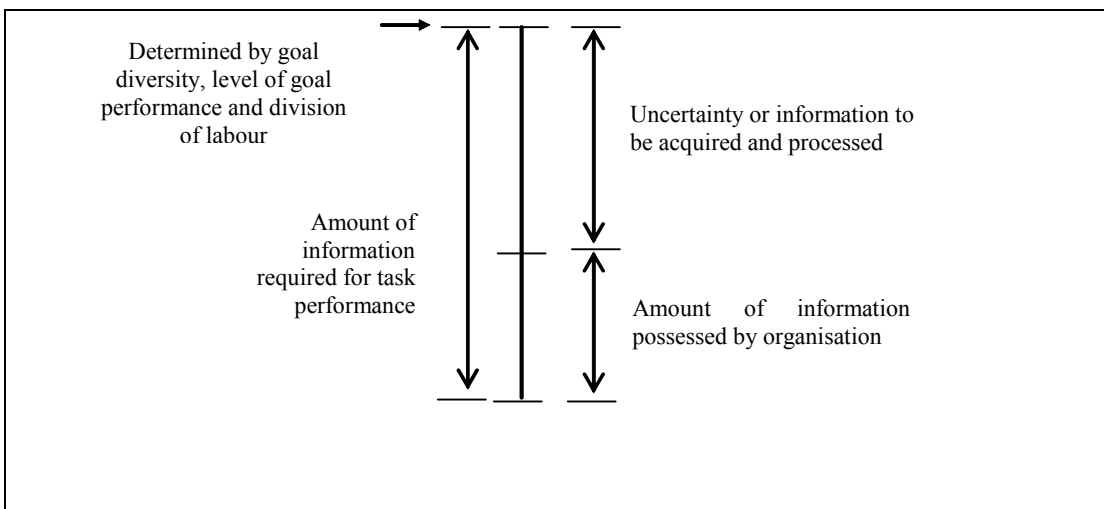 Determined by goal
diversity, level of goal
performance and division
of labour
Uncertainty or information to
be acquired and processed
Amount of
information
required for task
performance
Amount of information
possessed by organisation